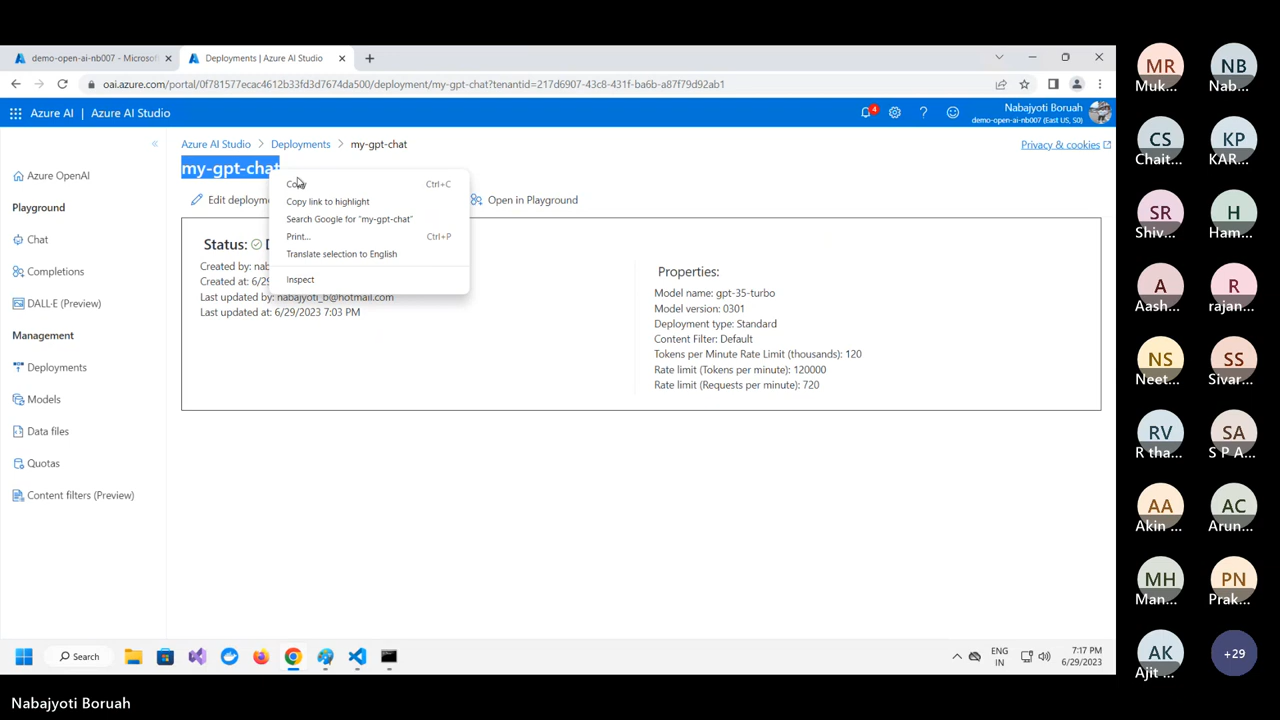 demo-open-ai-nb007 - Microsof
Deployments | Azure AI Studio
oai.azure.com/portal/0f781577ecac4612b33fd3d7674da500/deployment/my-gpt-chat?tenantid=217d6907-43c8-431f-ba6b-a87f79d92ab1
Azure AI | Azure AI Studio
4
Nabajyoti Boruah
demo-open-ai-nb007 (East US, S0)
Azure AI Studio > Deployments > my-gpt-chat
Privacy & cookies
my-gpt-chat
Edit deployme
Open in Playground
Copy Ctrl+C
Copy link to highlight
Search Google for "my-gpt-chat"
Print... Ctrl+P
Translate selection to English
Inspect
Status: D
Created by: nab
Created at: 6/29
Last updated by: nabajyoti_b@hotmail.com
Last updated at: 6/29/2023 7:03 PM
Properties:
Model name: gpt-35-turbo
Model version: 0301
Deployment type: Standard
Content Filter: Default
Tokens per Minute Rate Limit (thousands): 120
Rate limit (Tokens per minute): 120000
Rate limit (Requests per minute): 720
Azure OpenAI
Playground
Chat
Completions
DALL·E (Preview)
Management
Deployments
Models
Data files
Quotas
Content filters (Preview)
Search
ENG
IN
7:17 PM
6/29/2023
MR NB
Muk... Nab...
CS KP
Chait... KAR...
SR H
Shiv... Ham...
A R
Aash... rajan...
NS SS
Neet... Sivar...
RV SA
R tha... S P A...
AA AC
Akin ... Arun...
MH PN
Man... Prak...
AK +29
Ajit ...
Nabajyoti Boruah